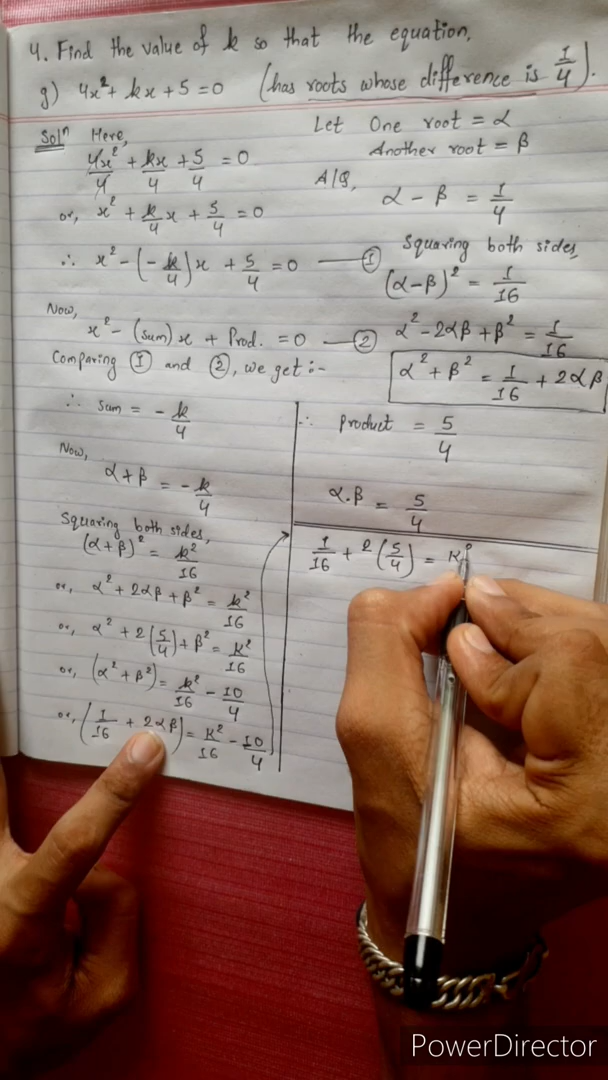 4. Find the value of k so that the equation,
g) 4x² + kx + 5 = 0 (has roots whose difference is 1/4).
Solⁿ Here,
4x²/4 + kx/4 + 5/4 = 0
or, x² + k/4 x + 5/4 = 0
∴ x² - (-k/4)x + 5/4 = 0 — ①
Now,
x² - (sum)x + Prod. = 0 — ②
Comparing ① and ②, we get :-
Let One root = α
Another root = β
A/Q,
α - β = 1/4
Squaring both sides,
(α-β)² = 1/16
α² - 2αβ + β² = 1/16
α² + β² = 1/16 + 2αβ
∴ sum = -k/4
Now,
α + β = -k/4
Squaring both sides,
(α+β)² = k²/16
or, α² + 2αβ + β² = k²/16
or, α² + 2(5/4) + β² = K²/16
or, (α² + β²) = k²/16 - 10/4
or, (1/16 + 2αβ) = K²/16 - 10/4
∴ Product = 5/4
α.β = 5/4
1/16 + 2(5/4) = K²
PowerDirector